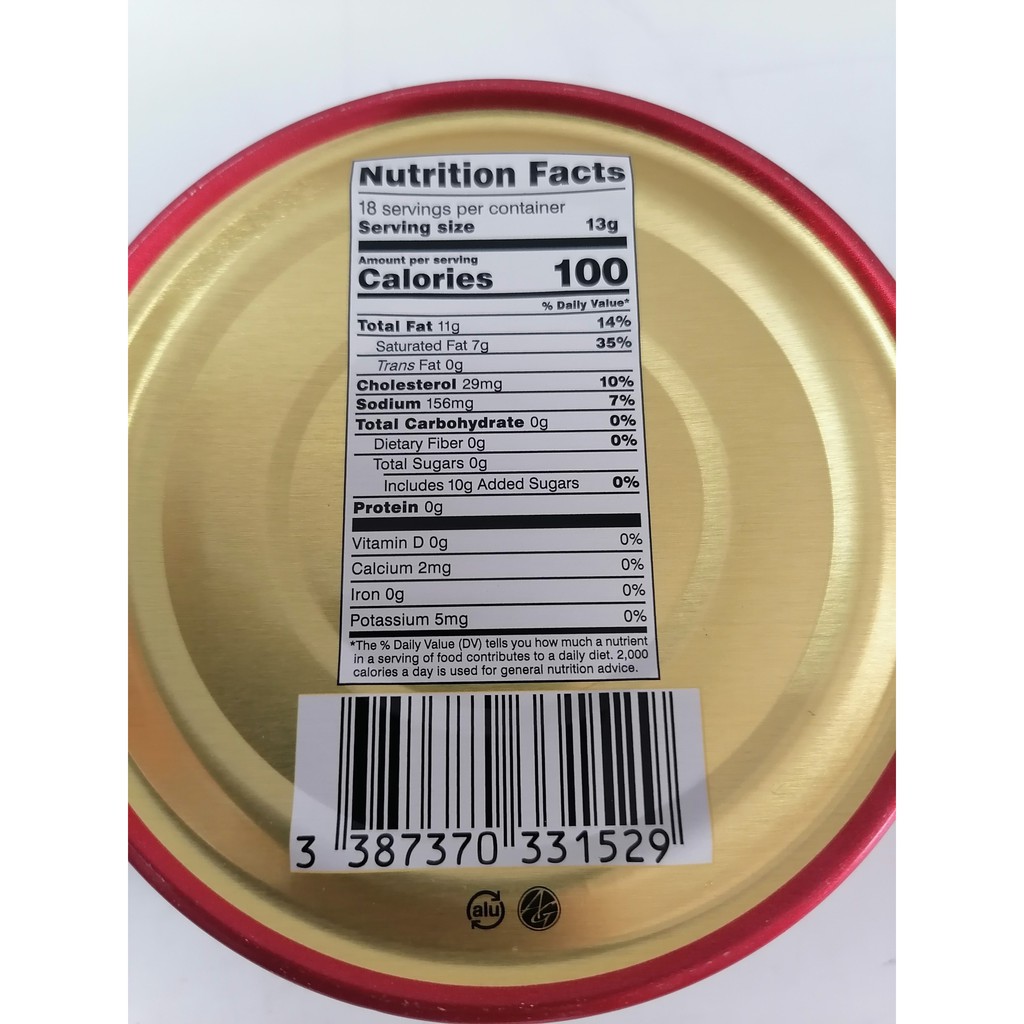 Nutrition Facts
18 servings per container
Serving size 13g
Amount per serving
Calories 100
% Daily Value*
Total Fat 11g 14%
Saturated Fat 7g 35%
Trans Fat 0g
Cholesterol 29mg 10%
Sodium 156mg 7%
Total Carbohydrate 0g 0%
Dietary Fiber 0g 0%
Total Sugars 0g
Includes 10g Added Sugars 0%
Protein 0g
Vitamin D 0g 0%
Calcium 2mg 0%
Iron 0g 0%
Potassium 5mg 0%
*The % Daily Value (DV) tells you how much a nutrient
in a serving of food contributes to a daily diet. 2,000
calories a day is used for general nutrition advice.
3 387370 331529
alu